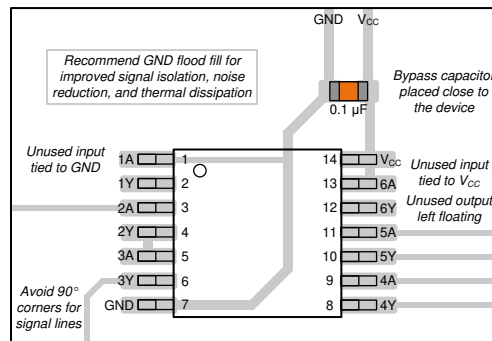 GND VCC
Recommend GND flood fill for
improved signal isolation, noise
reduction, and thermal dissipation
Bypass capacitor
placed close to
the device
0.1 µF
Unused input
tied to GND
1A 1 14 VCC
1Y 2 13 6A
2A 3 12 6Y
2Y 4 11 5A
3A 5 10 5Y
3Y 6 9 4A
GND 7 8 4Y
Unused input
tied to VCC
Unused output
left floating
Avoid 90°
corners for
signal lines